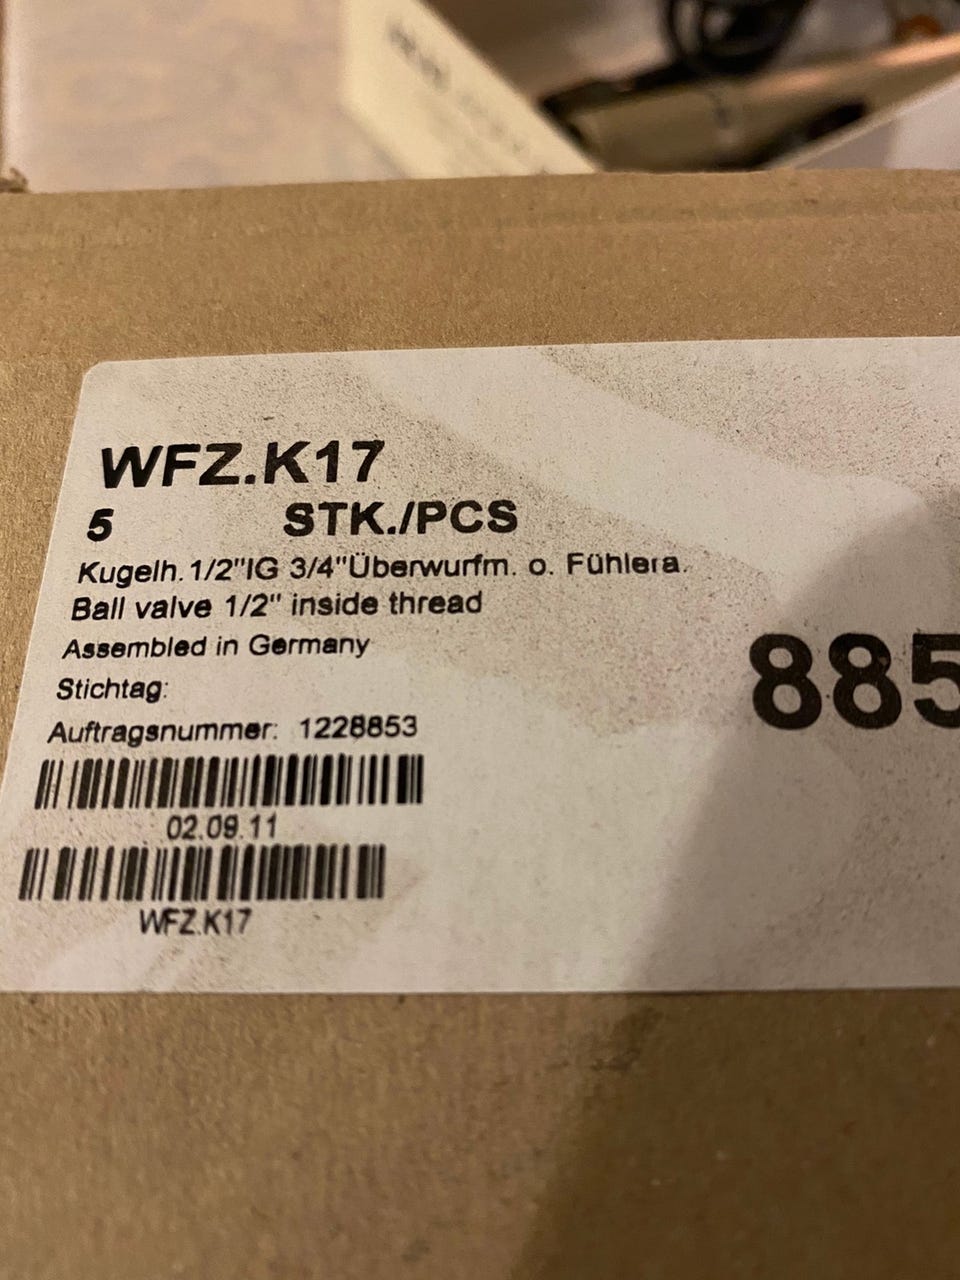 WFZ.K17
5 STK./PCS
Kugelh.1/2"IG 3/4"Überwurfm. o. Fühlera.
Ball valve 1/2" inside thread
Assembled in Germany
885
Stichtag:
Auftragsnummer: 1228853
02.09.11
WFZ.K17